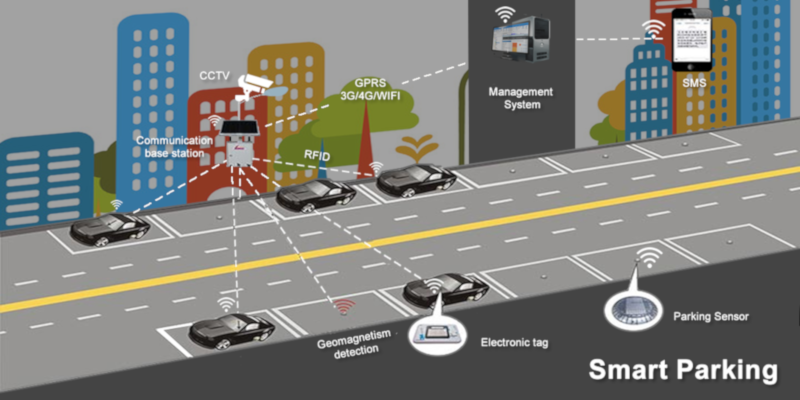 CCTV
GPRS
3G/4G/WIFI
Management
System
SMS
Communication
base station
RFID
Geomagnetism
detection
Electronic tag
Parking Sensor
Smart Parking